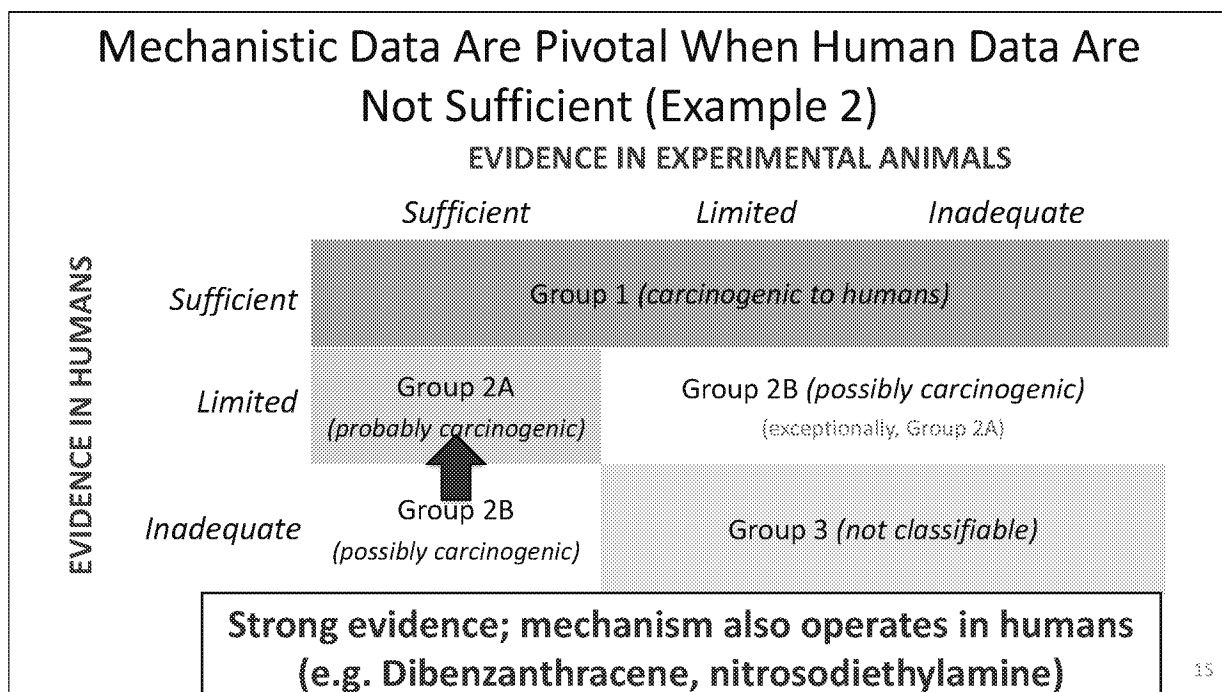 Mechanistic Data Are Pivotal When Human Data Are
Not Sufficient (Example 2)
EVIDENCE IN EXPERIMENTAL ANIMALS
Sufficient
Limited
Inadequate
EVIDENCE IN HUMANS
Sufficient
Group 1 (carcinogenic to humans)
Limited
Group 2A
(probably carcinogenic)
Group 2B (possibly carcinogenic)
(exceptionally, Group 2A)
Inadequate
Group 2B
(possibly carcinogenic)
Group 3 (not classifiable)
Strong evidence; mechanism also operates in humans
(e.g. Dibenzanthracene, nitrosodiethylamine)
15